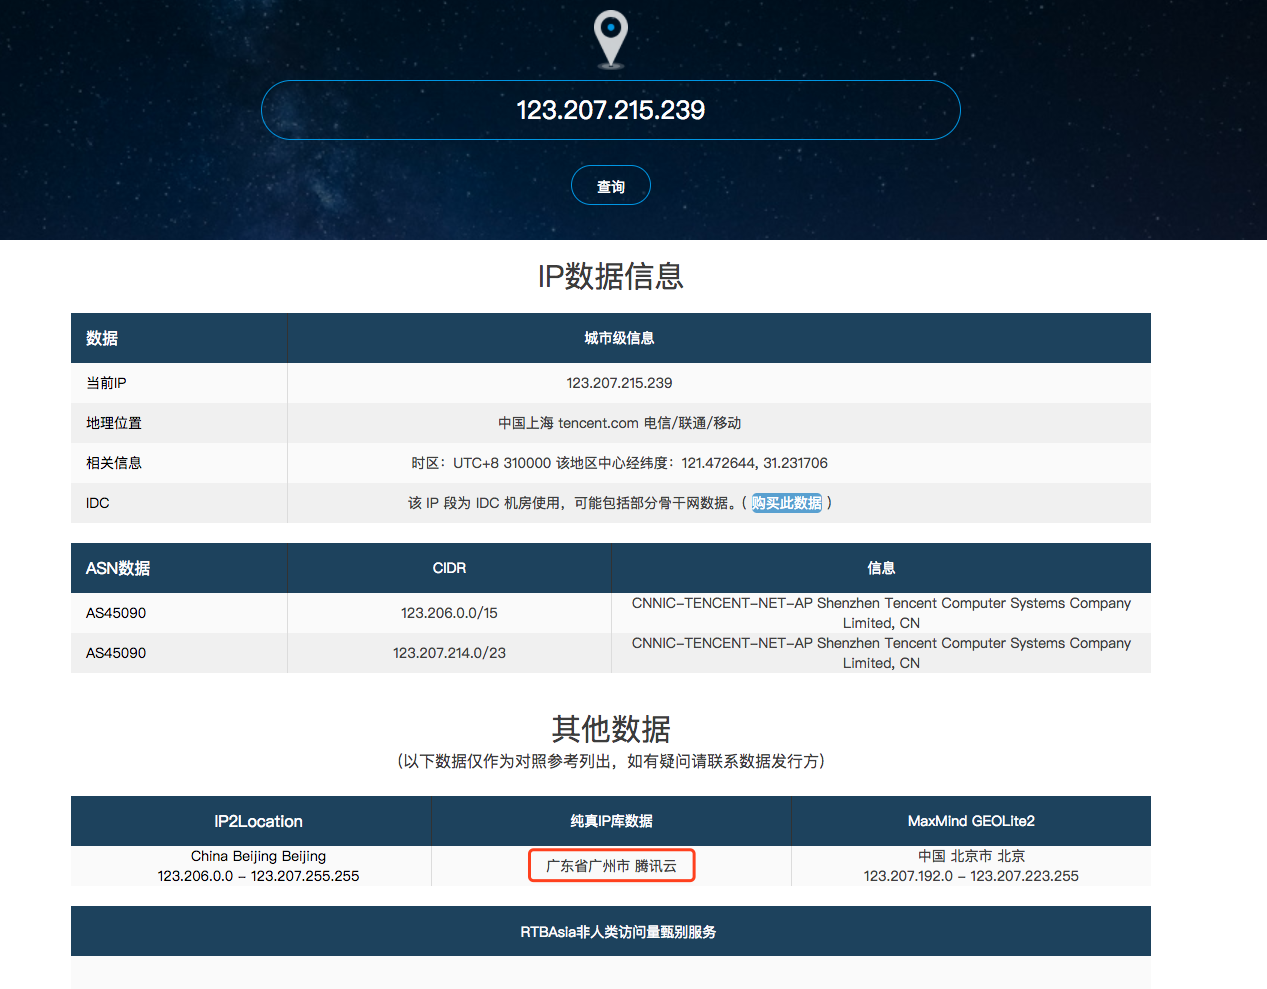 123.207.215.239
查询
IP数据信息
数据 城市级信息
当前IP 123.207.215.239
地理位置 中国上海 tencent.com 电信/联通/移动
相关信息 时区：UTC+8 310000 该地区中心经纬度：121.472644, 31.231706
IDC 该 IP 段为 IDC 机房使用，可能包括部分骨干网数据。( 购买此数据 )
ASN数据 CIDR 信息
AS45090 123.206.0.0/15 CNNIC-TENCENT-NET-AP Shenzhen Tencent Computer Systems Company
Limited, CN
AS45090 123.207.214.0/23 CNNIC-TENCENT-NET-AP Shenzhen Tencent Computer Systems Company
Limited, CN
其他数据
（以下数据仅作为对照参考列出，如有疑问请联系数据发行方）
IP2Location 纯真IP库数据 MaxMind GEOLite2
China Beijing Beijing
123.206.0.0 - 123.207.255.255
广东省广州市 腾讯云
中国 北京市 北京
123.207.192.0 - 123.207.223.255
RTBAsia非人类访问量甄别服务